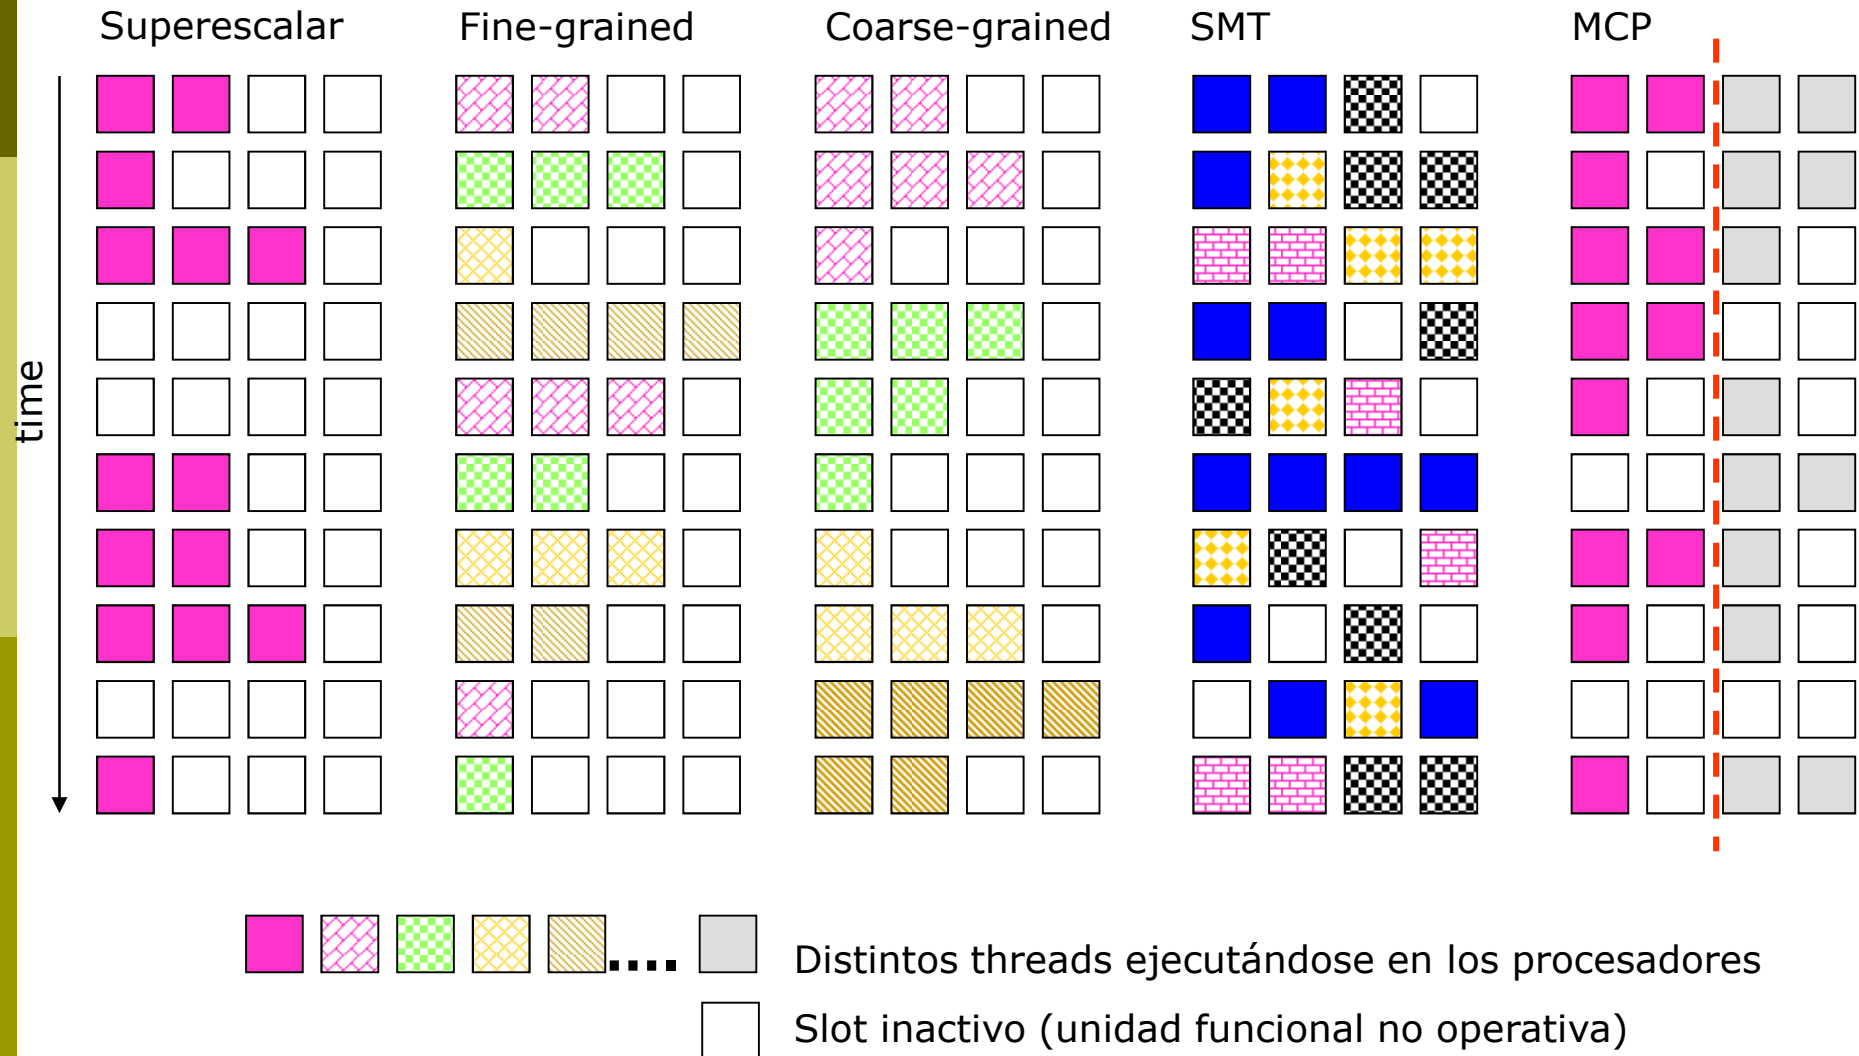 Superescalar
Fine-grained
Coarse-grained
SMT
MCP
time
Distintos threads ejecutándose en los procesadores
Slot inactivo (unidad funcional no operativa)